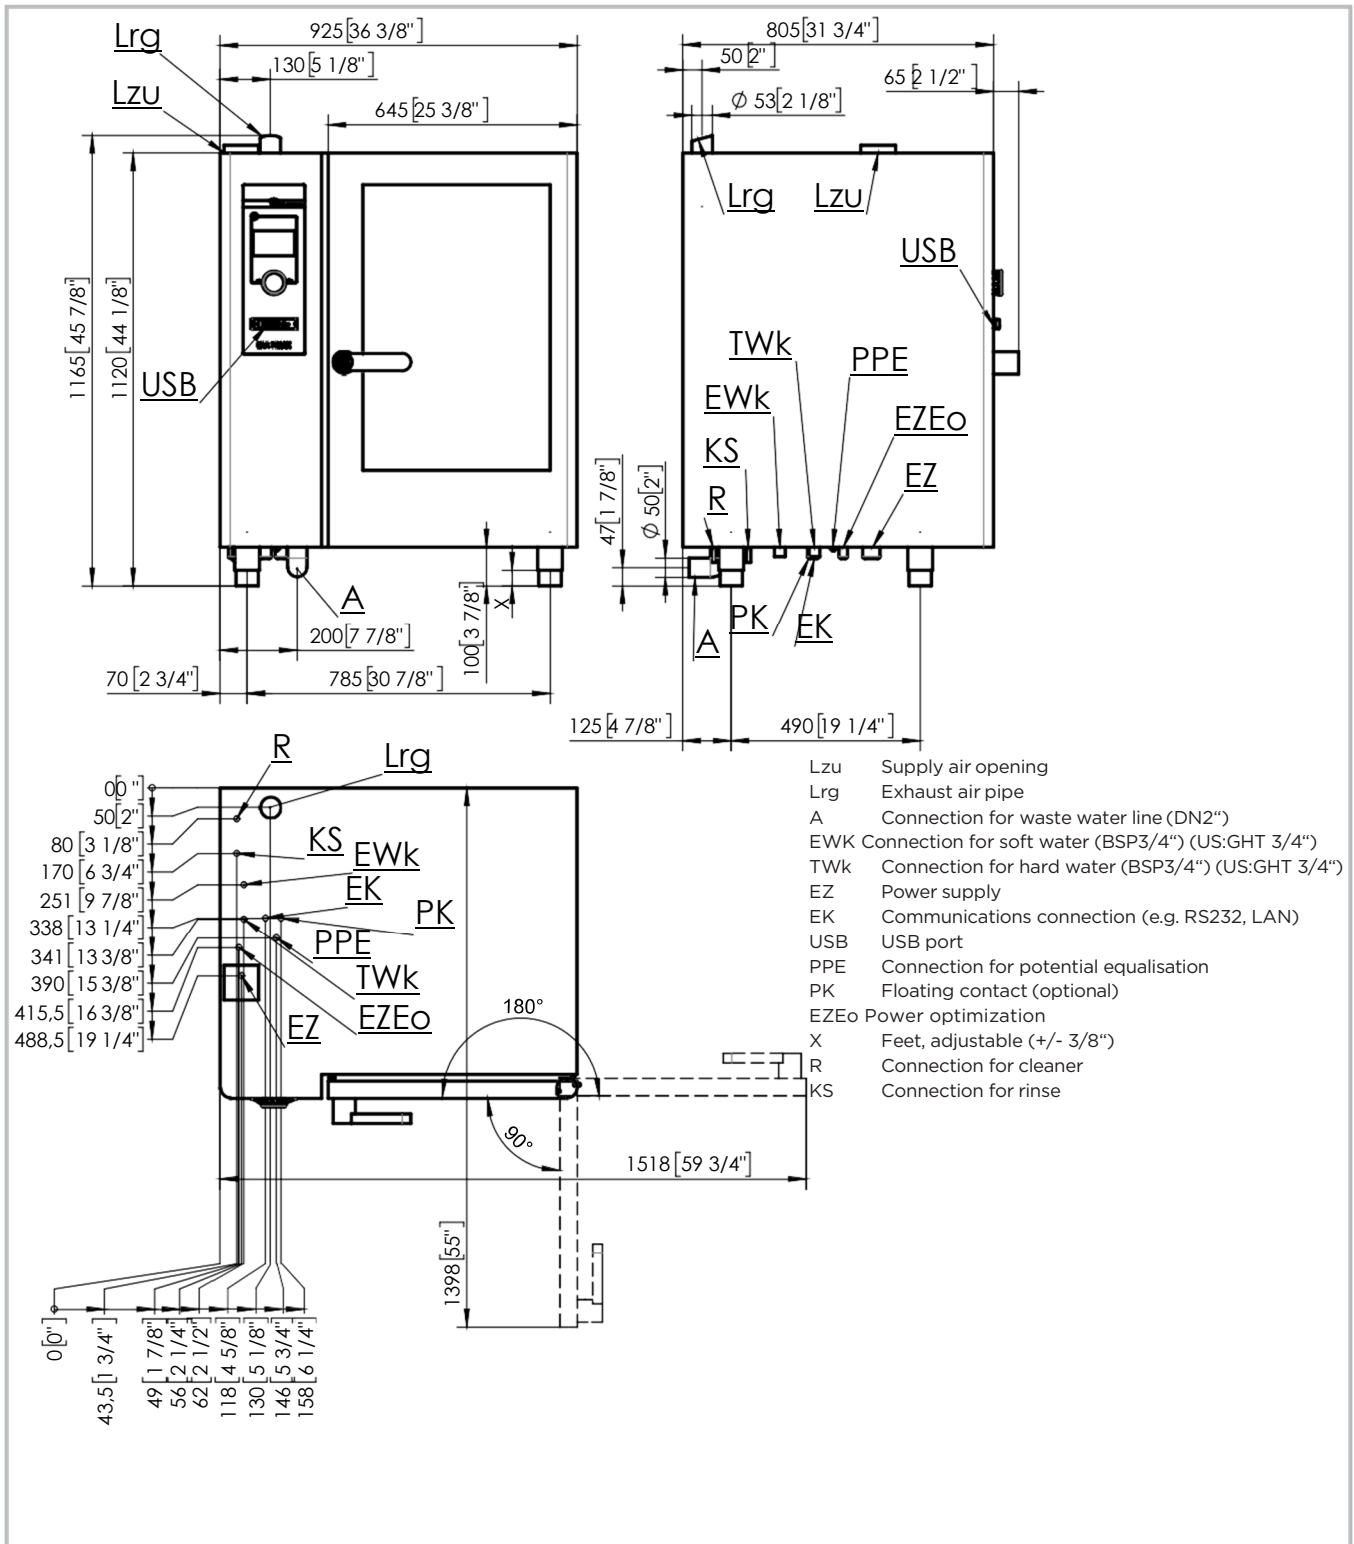 925[36 3/8"]
Lrg
130[5 1/8"]
Lzu
645[25 3/8"]
1165[45 7/8"]
1120[44 1/8"]
USB
A
200[7 7/8"]
100[3 7/8"]
X
70[2 3/4"]
785[30 7/8"]
805[31 3/4"]
50[2"]
65[2 1/2"]
Ø 53[2 1/8"]
Lrg
Lzu
USB
TWk
PPE
EWk
EZEo
KS
EZ
R
47[1 7/8"]
Ø 50[2"]
PK
EK
A
125[4 7/8"]
490[19 1/4"]
R
Lrg
0[0"]
50[2"]
80[3 1/8"]
170[6 3/4"]
251[9 7/8"]
338[13 1/4"]
341[13 3/8"]
390[15 3/8"]
415,5[16 3/8"]
488,5[19 1/4"]
KS
EWk
EK
PK
PPE
TWk
EZEo
EZ
180°
90°
1518[59 3/4"]
1398[55"]
0[0"]
43,5[1 3/4"]
49[1 7/8"]
56[2 1/4"]
62[2 1/2"]
118[4 5/8"]
130[5 1/8"]
146[5 3/4"]
158[6 1/4"]
Lzu Supply air opening
Lrg Exhaust air pipe
A Connection for waste water line (DN2“)
EWK Connection for soft water (BSP3/4“) (US:GHT 3/4“)
TWk Connection for hard water (BSP3/4“) (US:GHT 3/4“)
EZ Power supply
EK Communications connection (e.g. RS232, LAN)
USB USB port
PPE Connection for potential equalisation
PK Floating contact (optional)
EZEo Power optimization
X Feet, adjustable (+/- 3/8“)
R Connection for cleaner
KS Connection for rinse